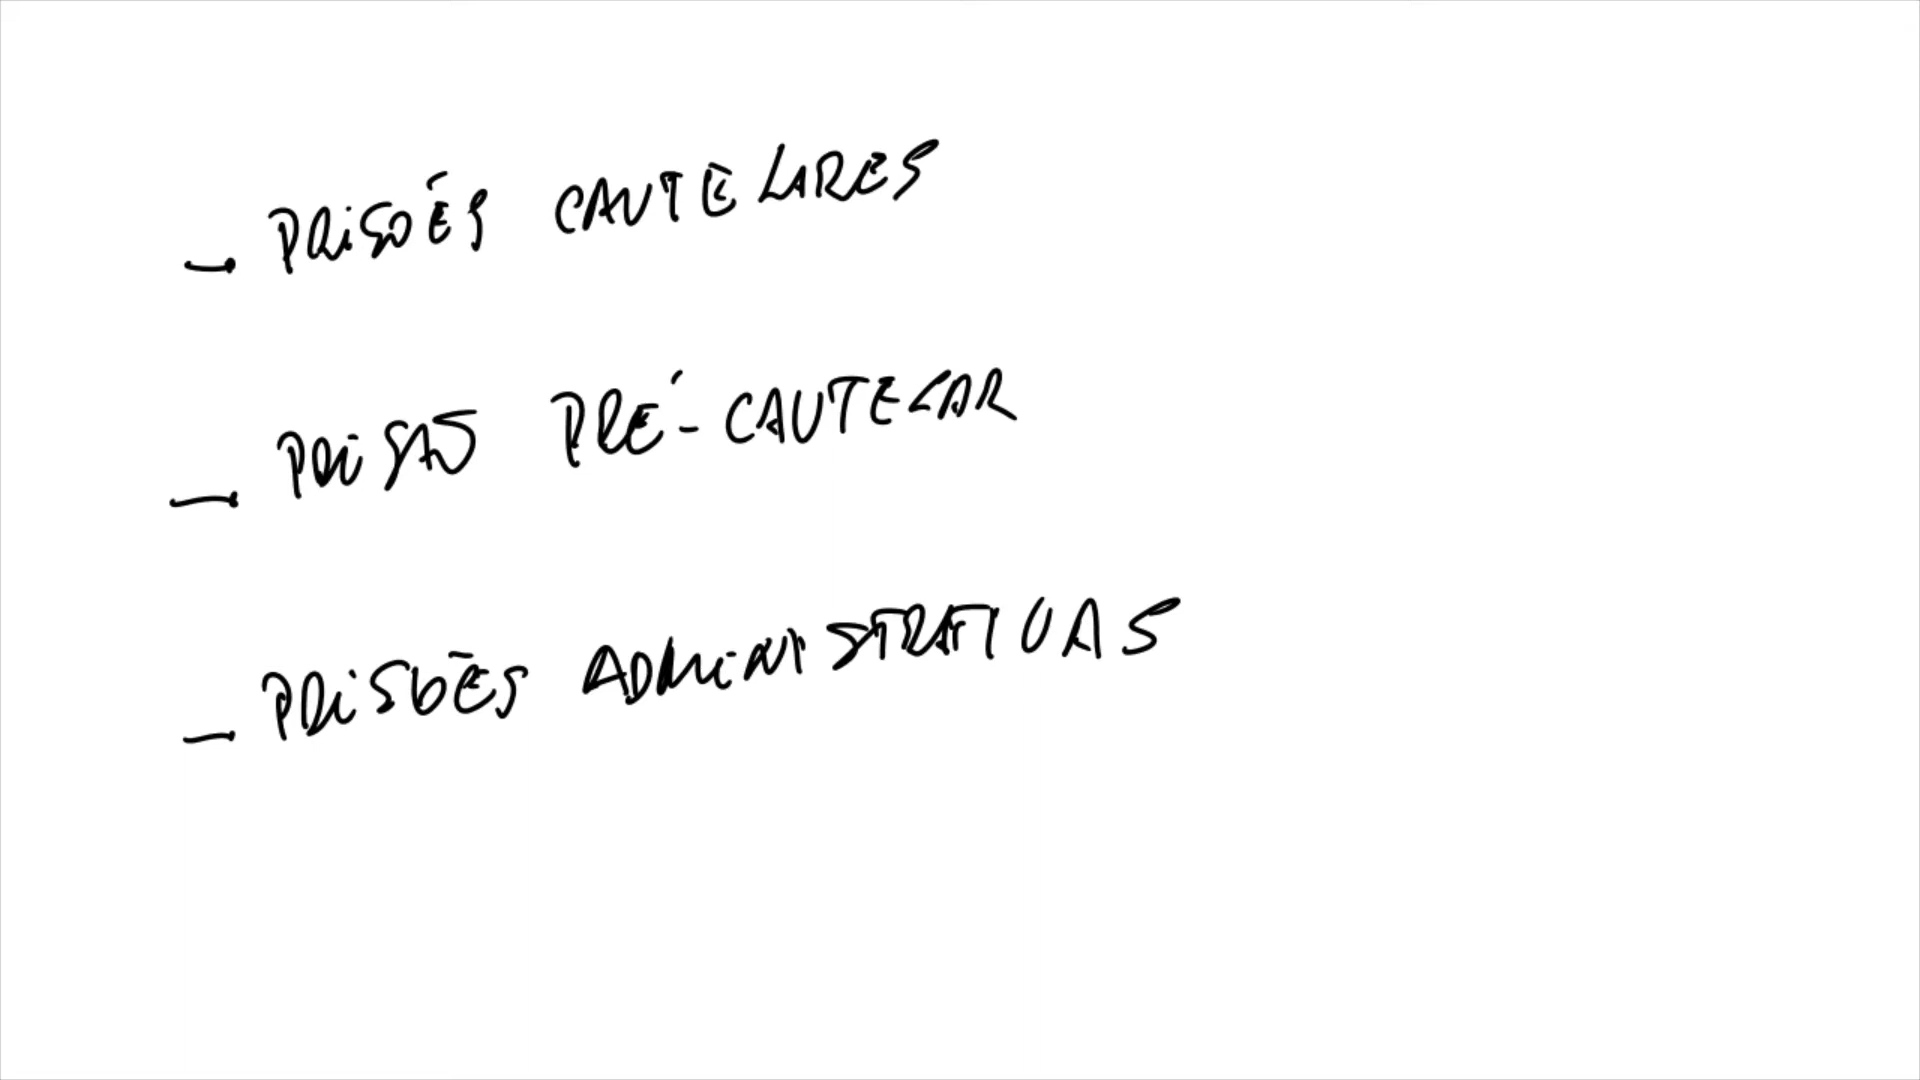 - PRISÕES CAUTELARES
- PRISÃO PRÉ-CAUTELAR
- PRISÕES ADMINISTRATIVAS